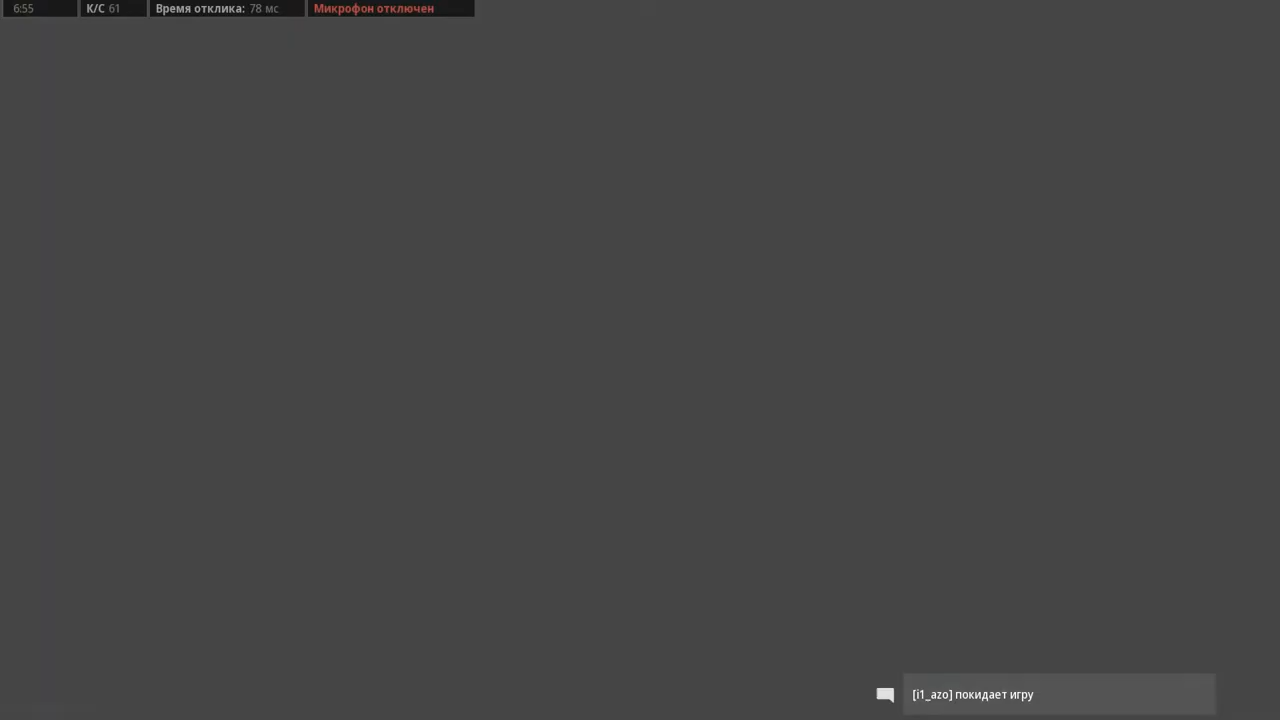 6:55 К/С 61 Время отклика: 78 мс Микрофон отключен
[i1_azo] покидает игру